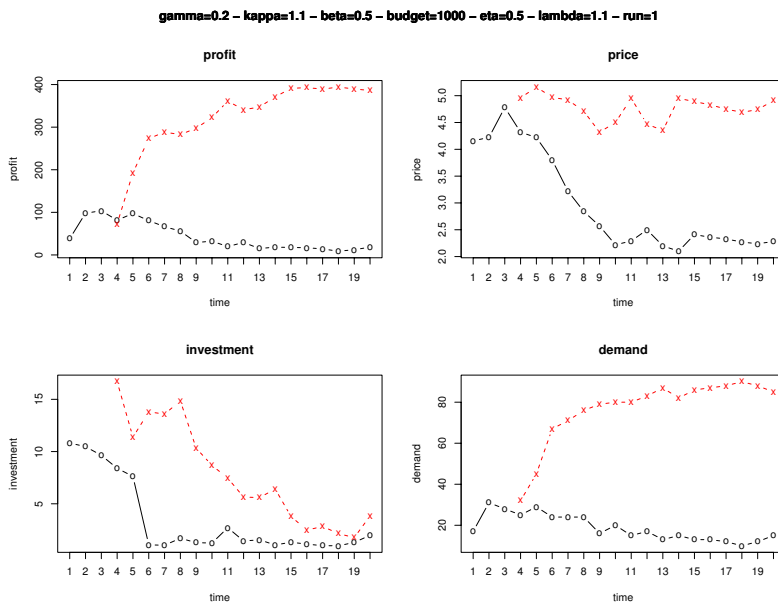 gamma=0.2 − kappa=1.1 − beta=0.5 − budget=1000 − eta=0.5 − lambda=1.1 − run=1
profit
400
300
200
100
0
profit
1 2 3 4 5 6 7 8 9 11 13 15 17 19
time
price
5.0
4.5
4.0
3.5
3.0
2.5
2.0
price
1 2 3 4 5 6 7 8 9 11 13 15 17 19
time
investment
15
10
5
investment
1 2 3 4 5 6 7 8 9 11 13 15 17 19
time
demand
80
60
40
20
demand
1 2 3 4 5 6 7 8 9 11 13 15 17 19
time